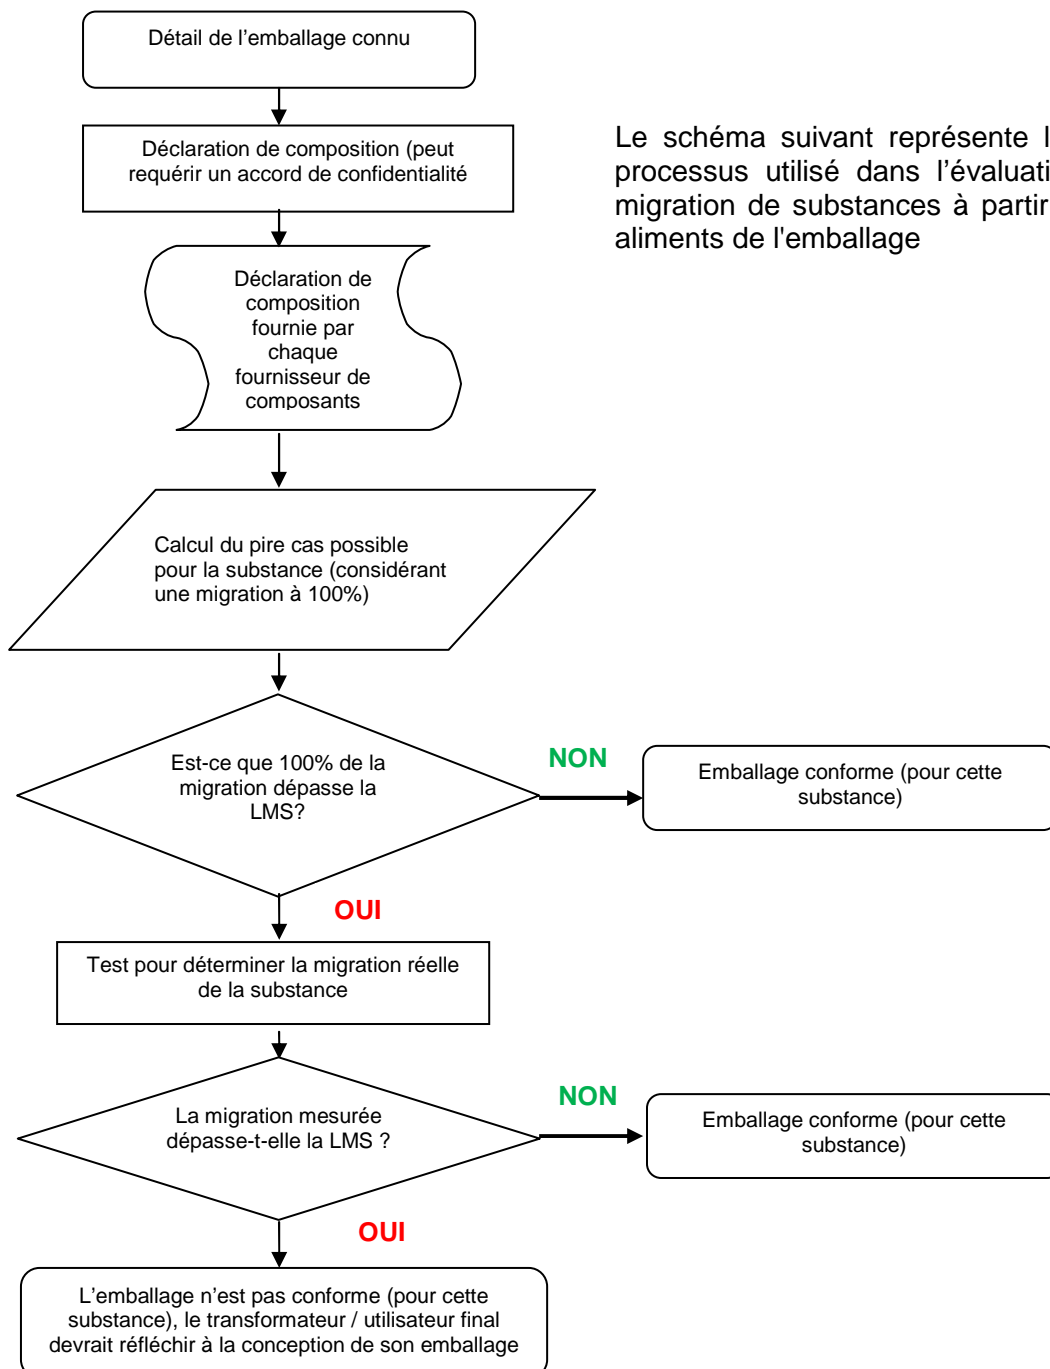 Détail de l'emballage connu
Déclaration de composition (peut
requérir un accord de confidentialité
Le schéma suivant représente l
processus utilisé dans l'évaluati
migration de substances à partir
aliments de l'emballage
Déclaration de
composition
fournie par
chaque
fournisseur de
composants
Calcul du pire cas possible
pour la substance (considérant
une migration à 100%)
Est-ce que 100% de la
migration dépasse la
LMS?
NON
Emballage conforme (pour cette
substance)
OUI
Test pour déterminer la migration réelle
de la substance
La migration mesurée
dépasse-t-elle la LMS ?
NON
Emballage conforme (pour cette
substance)
OUI
L'emballage n'est pas conforme (pour cette
substance), le transformateur / utilisateur final
devrait réfléchir à la conception de son emballage